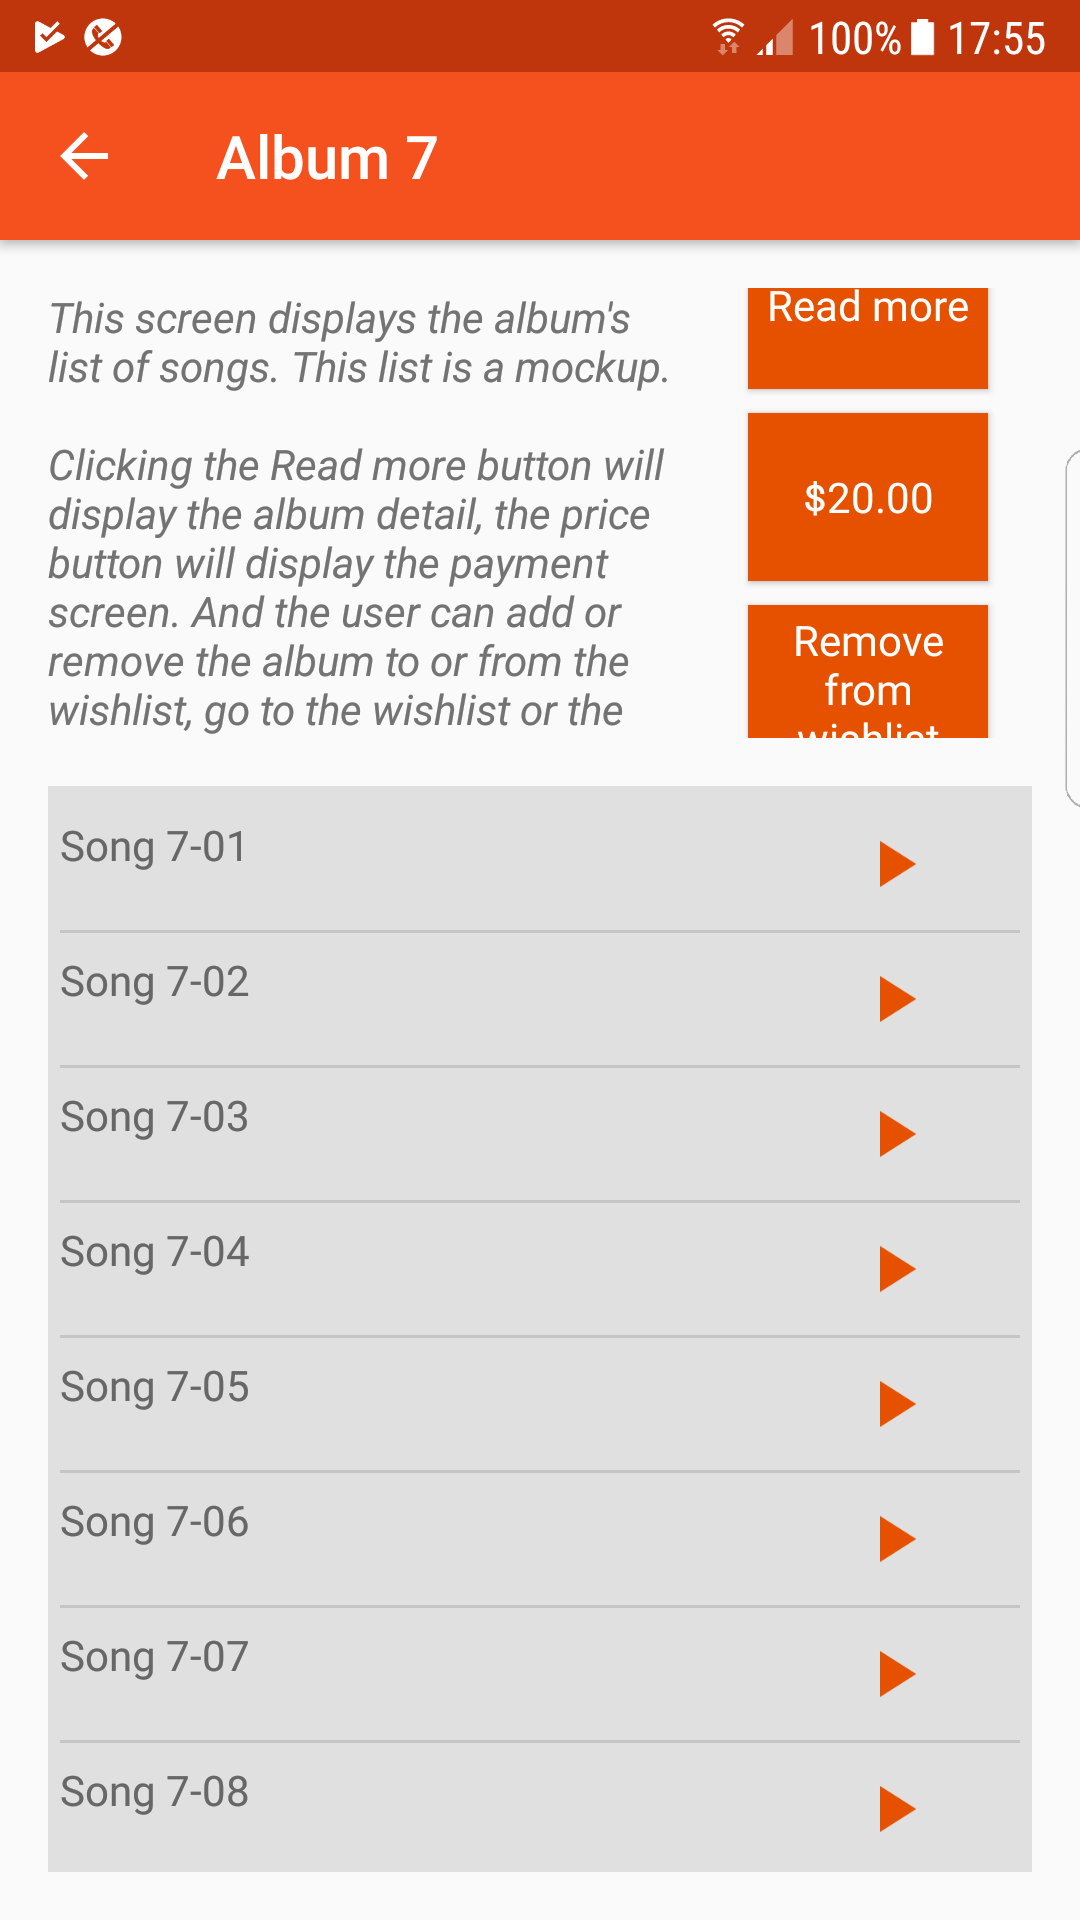 100% 17:55
Album 7
This screen displays the album's
list of songs. This list is a mockup.
Clicking the Read more button will
display the album detail, the price
button will display the payment
screen. And the user can add or
remove the album to or from the
wishlist, go to the wishlist or the
Read more
$20.00
Remove
from
wishlist
Song 7-01
Song 7-02
Song 7-03
Song 7-04
Song 7-05
Song 7-06
Song 7-07
Song 7-08